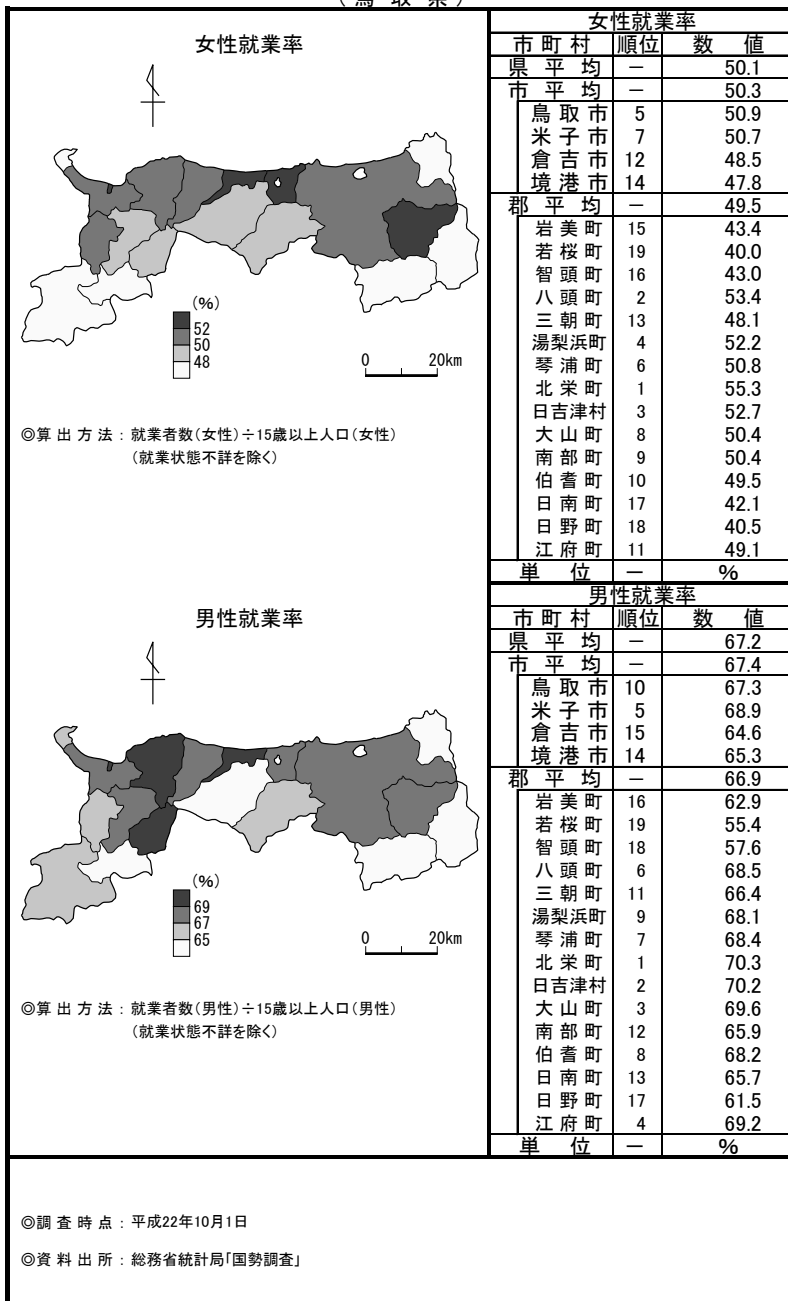 (鳥取県)
女性就業率
(%)
52
50
48
0 20km
◎算出方法：就業者数(女性)÷15歳以上人口(女性)
(就業状態不詳を除く)
女性就業率
市町村 順位 数値
県平均 － 50.1
市平均 － 50.3
鳥取市 5 50.9
米子市 7 50.7
倉吉市 12 48.5
境港市 14 47.8
郡平均 － 49.5
岩美町 15 43.4
若桜町 19 40.0
智頭町 16 43.0
八頭町 2 53.4
三朝町 13 48.1
湯梨浜町 4 52.2
琴浦町 6 50.8
北栄町 1 55.3
日吉津村 3 52.7
大山町 8 50.4
南部町 9 50.4
伯耆町 10 49.5
日南町 17 42.1
日野町 18 40.5
江府町 11 49.1
単位 － %
男性就業率
(%)
69
67
65
0 20km
◎算出方法：就業者数(男性)÷15歳以上人口(男性)
(就業状態不詳を除く)
男性就業率
市町村 順位 数値
県平均 － 67.2
市平均 － 67.4
鳥取市 10 67.3
米子市 5 68.9
倉吉市 15 64.6
境港市 14 65.3
郡平均 － 66.9
岩美町 16 62.9
若桜町 19 55.4
智頭町 18 57.6
八頭町 6 68.5
三朝町 11 66.4
湯梨浜町 9 68.1
琴浦町 7 68.4
北栄町 1 70.3
日吉津村 2 70.2
大山町 3 69.6
南部町 12 65.9
伯耆町 8 68.2
日南町 13 65.7
日野町 17 61.5
江府町 4 69.2
単位 － %
◎調査時点：平成22年10月1日
◎資料出所：総務省統計局「国勢調査」